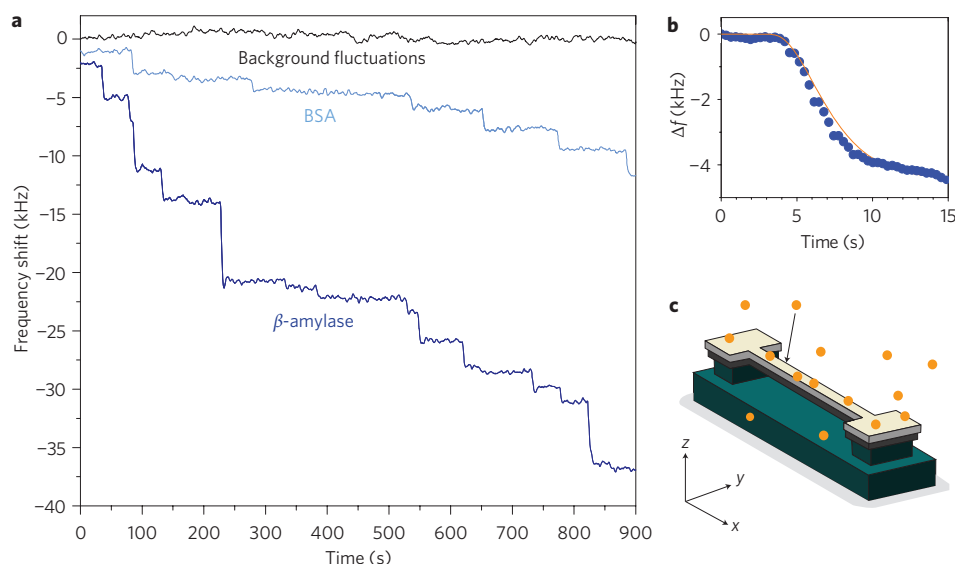 a
Frequency shift (kHz)
0
−5
−10
−15
−20
−25
−30
−35
−40
Background fluctuations
BSA
β-amylase
0 100 200 300 400 500 600 700 800 900
Time (s)
b
Δf (kHz)
0
−2
−4
0 5 10 15
Time (s)
c
z
y
x